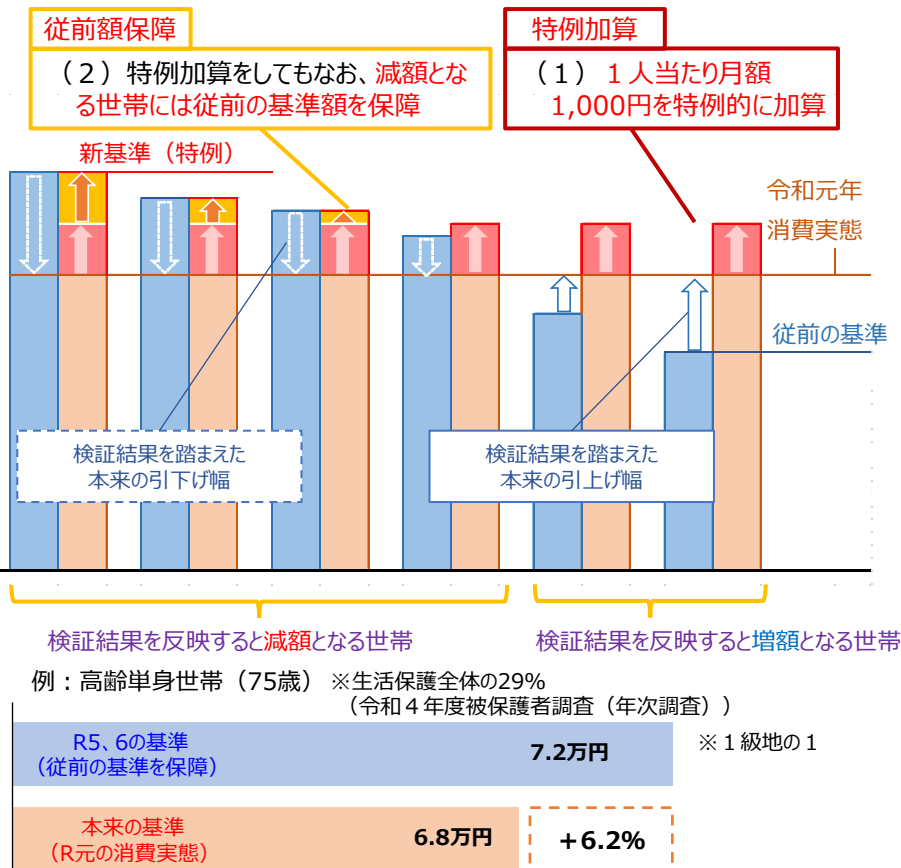 従前額保障
（２）特例加算をしてもなお、減額とな
る世帯には従前の基準額を保障
特例加算
（１）１人当たり月額
1,000円を特例的に加算
新基準（特例）
令和元年
消費実態
従前の基準
検証結果を踏まえた
本来の引下げ幅
検証結果を踏まえた
本来の引上げ幅
検証結果を反映すると減額となる世帯
検証結果を反映すると増額となる世帯
例：高齢単身世帯（75歳）※生活保護全体の29%
（令和４年度被保護者調査（年次調査））
R5、6の基準
（従前の基準を保障）
7.2万円
※１級地の１
本来の基準
（R元の消費実態）
6.8万円
＋6.2%